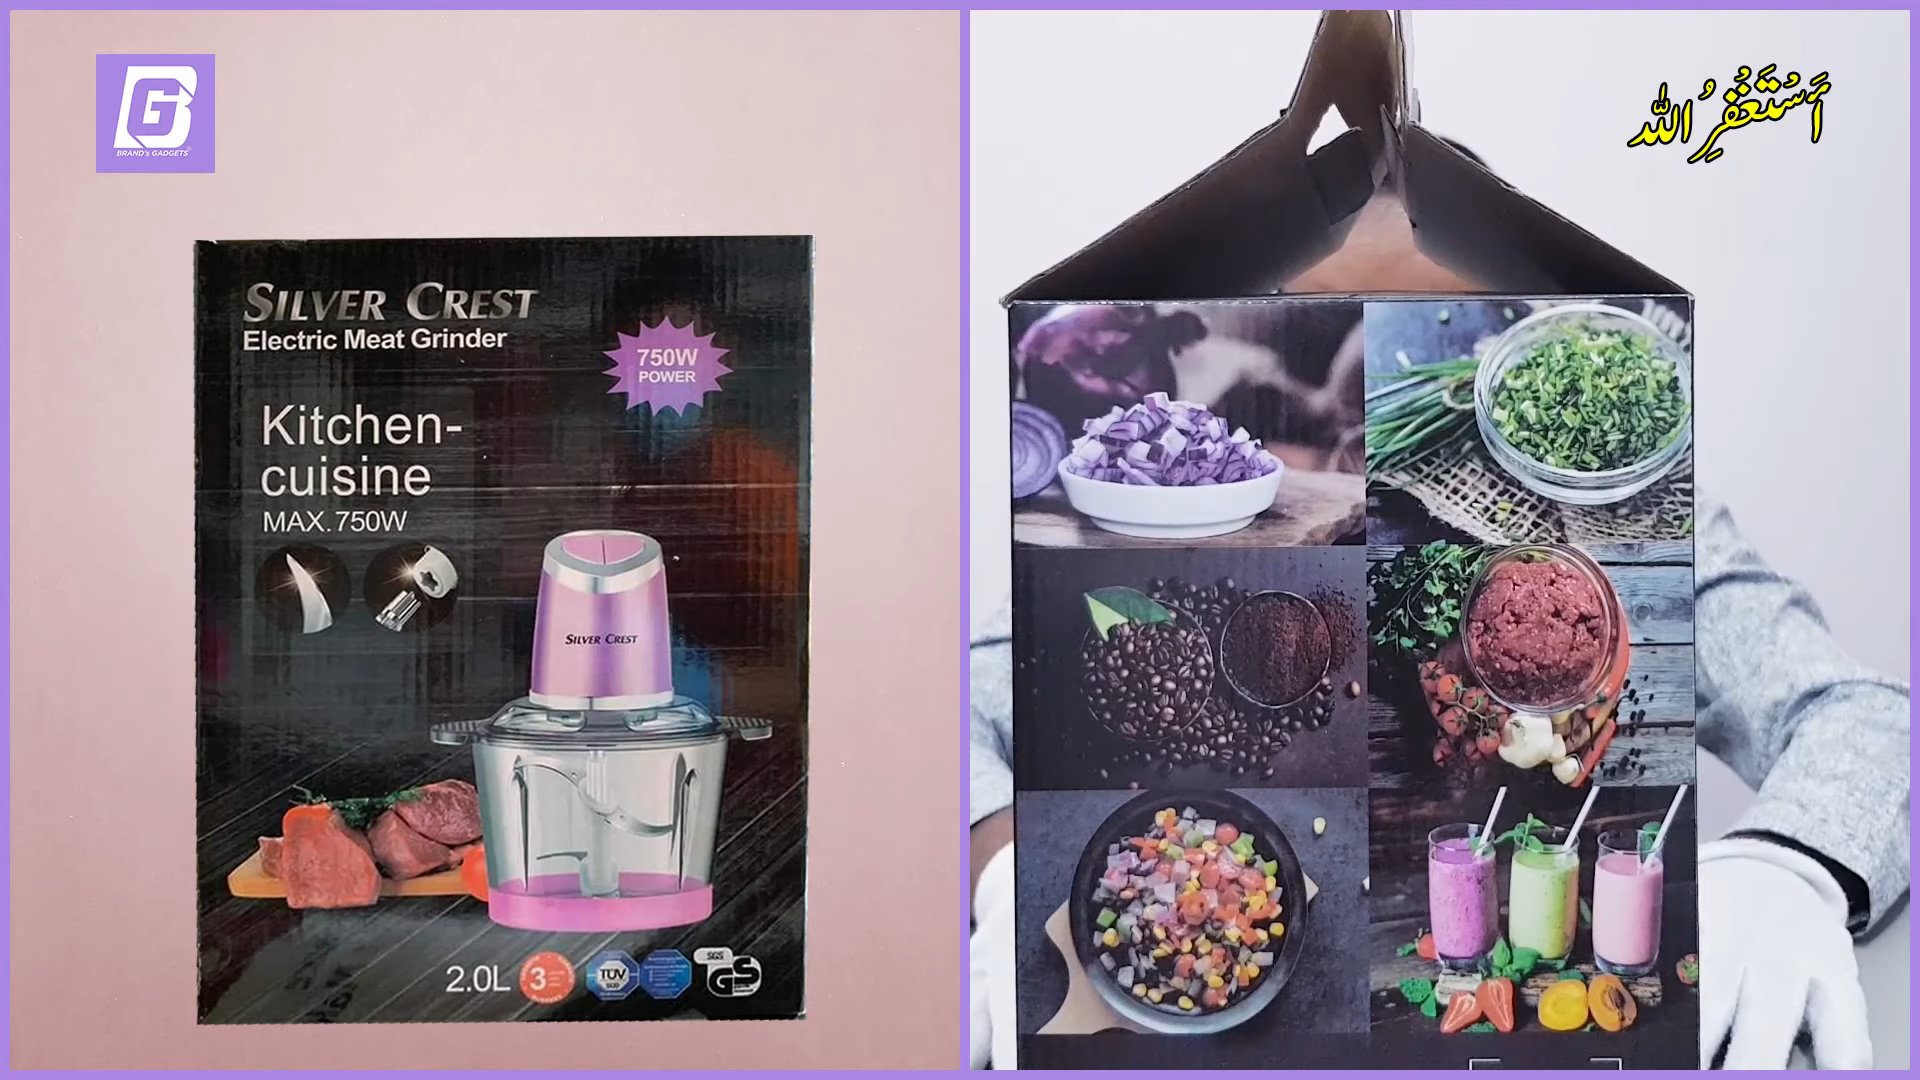 BRAND's GADGETS
أَسْتَغْفِرُ اللّٰه
SILVER CREST
Electric Meat Grinder
750W
POWER
Kitchen-
cuisine
MAX. 750W
SILVER CREST
2.0L
3
TÜV
SGS
GS